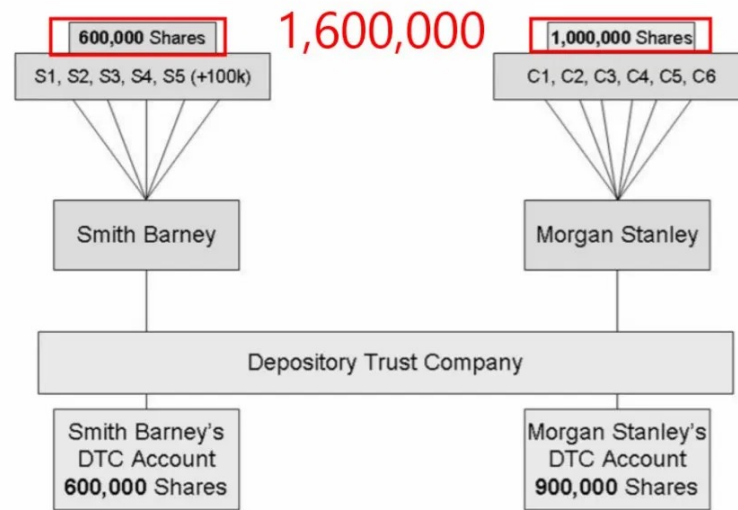 600,000 Shares
1,600,000
1,000,000 Shares
S1, S2, S3, S4, S5 (+100k)
C1, C2, C3, C4, C5, C6
Smith Barney
Morgan Stanley
Depository Trust Company
Smith Barney's
DTC Account
600,000 Shares
Morgan Stanley's
DTC Account
900,000 Shares